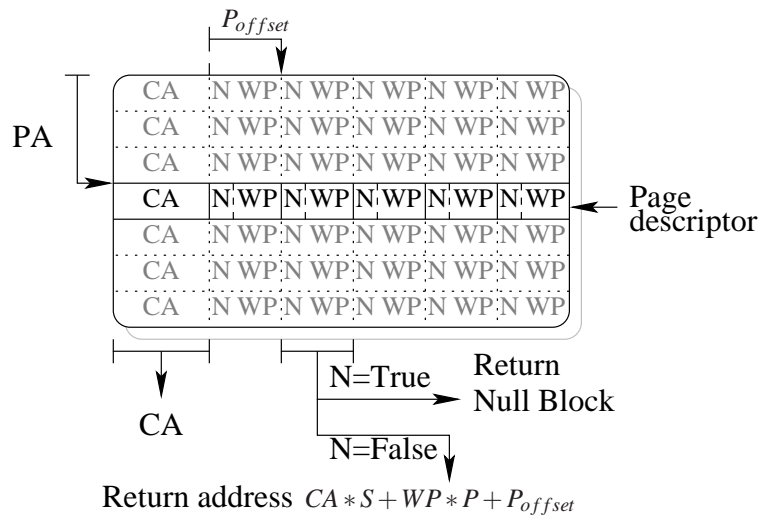 P_offset
CA N WP N WP N WP N WP N WP
CA N WP N WP N WP N WP N WP
PA
CA N WP N WP N WP N WP N WP
CA N WP N WP N WP N WP N WP
Page
descriptor
CA N WP N WP N WP N WP N WP
CA N WP N WP N WP N WP N WP
CA N WP N WP N WP N WP N WP
CA
N=True
Return
Null Block
N=False
Return address CA ∗ S + WP ∗ P + P_offset